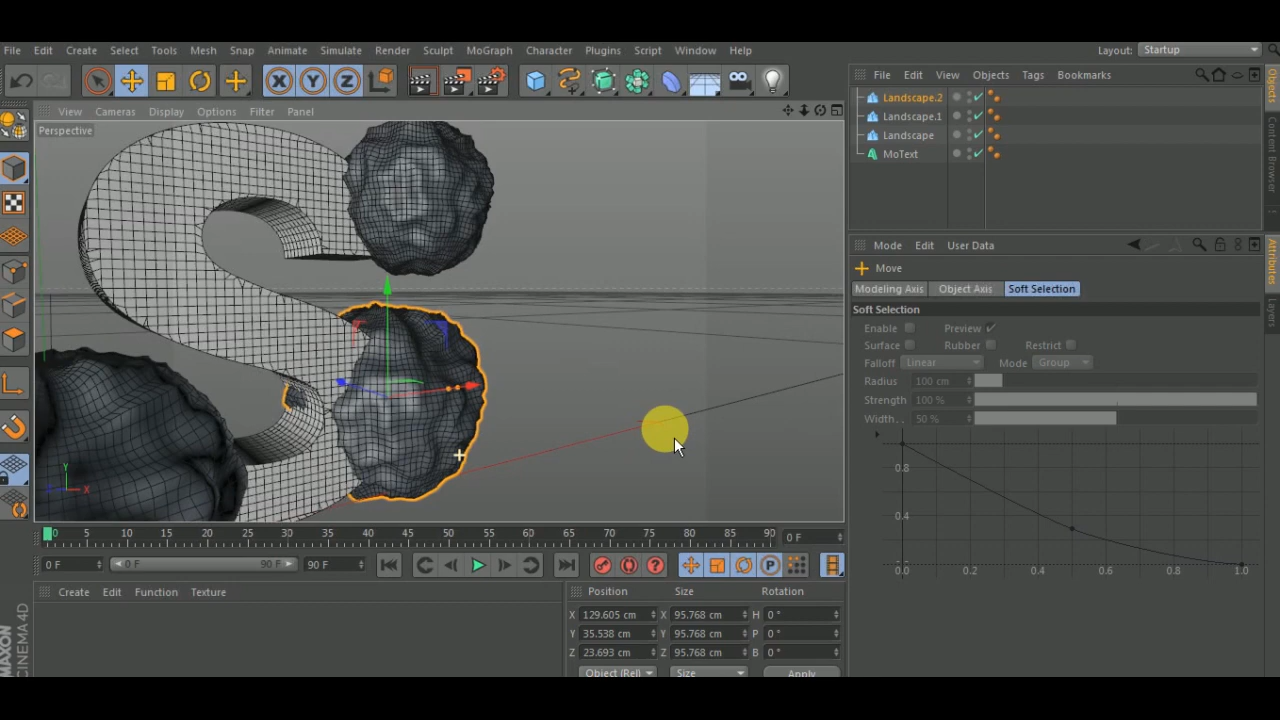 File Edit Create Select Tools Mesh Snap Animate Simulate Render Sculpt MoGraph Character Plugins Script Window Help Layout: Startup
X Y Z
File Edit View Objects Tags Bookmarks
Landscape.2
Landscape.1
Landscape
MoText
View Cameras Display Options Filter Panel
Perspective
Y
X
Objects
Content Browser
Mode Edit User Data
Move
Modeling Axis Object Axis Soft Selection
Soft Selection
Enable Preview
Surface Rubber Restrict
Falloff Linear Mode Group
Radius 100 cm
Strength 100 %
Width. . 50 %
0.8
0.4
0.0 0.2 0.4 0.6 0.8 1.0
Attributes
Layers
0 5 10 15 20 25 30 35 40 45 50 55 60 65 70 75 80 85 90 0 F
0 F 0 F 90 F 90 F P
Create Edit Function Texture
Position Size Rotation
X 129.605 cm X 95.768 cm H 0 °
Y 35.538 cm Y 95.768 cm P 0 °
Z 23.693 cm Z 95.768 cm B 0 °
Object (Rel) Size Apply
MAXON
CINEMA 4D